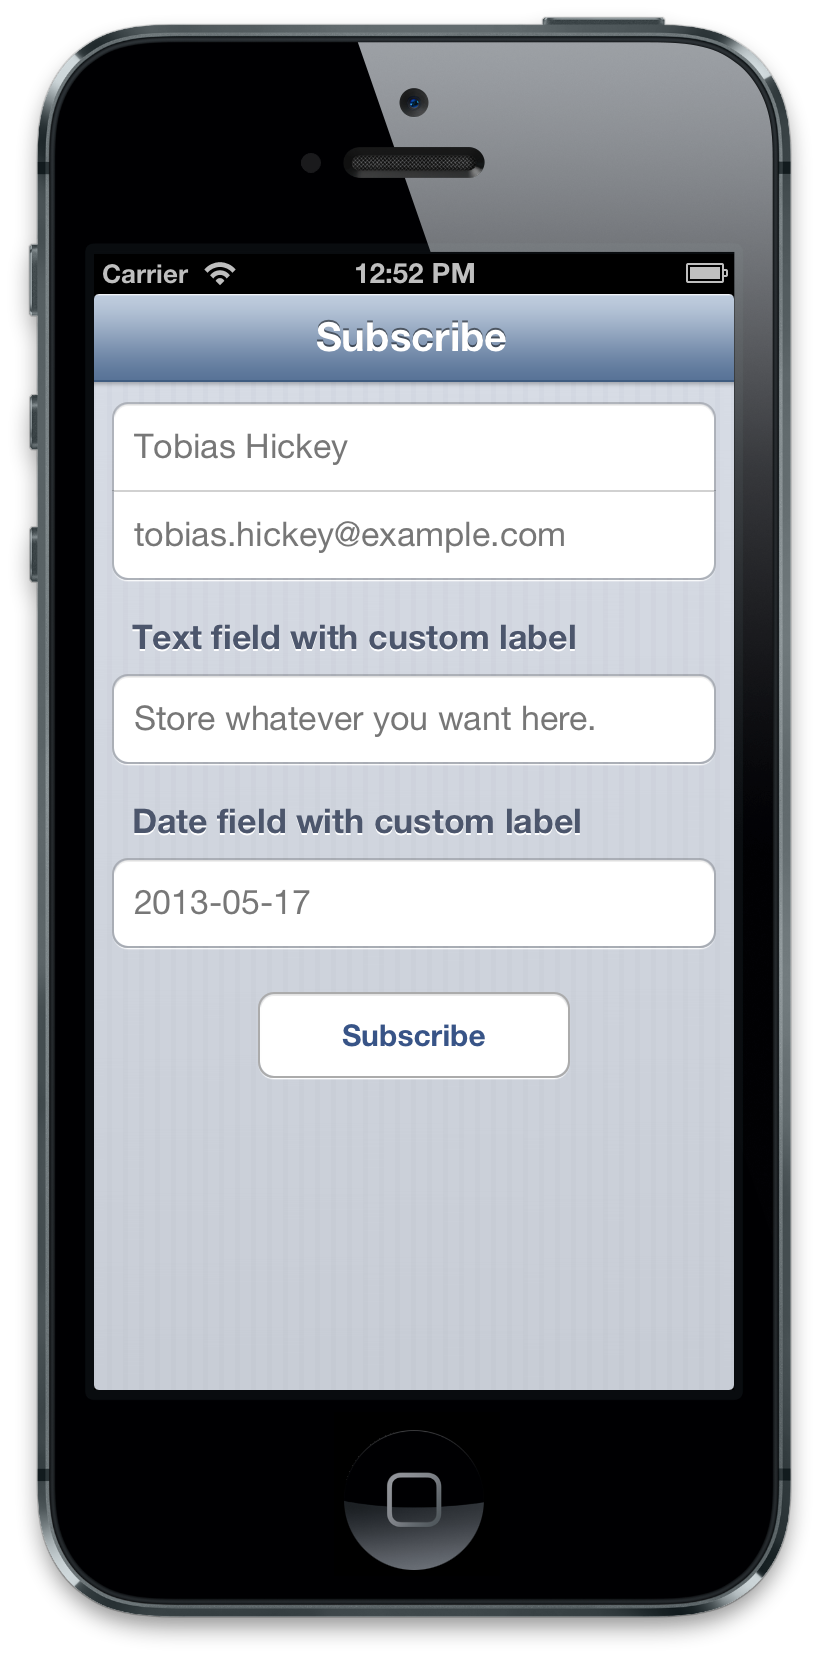 Carrier 12:52 PM
Subscribe
Tobias Hickey
tobias.hickey@example.com
Text field with custom label
Store whatever you want here.
Date field with custom label
2013-05-17
Subscribe